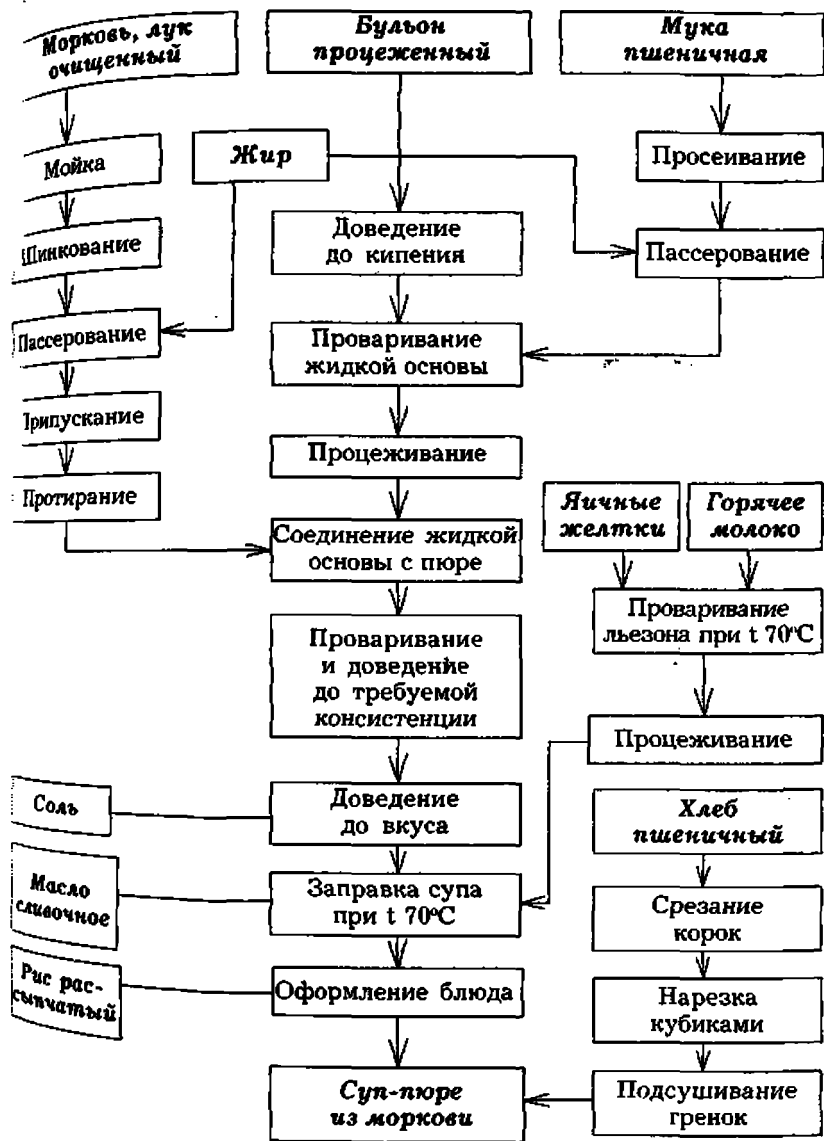 Морковь, лук
очищенный
Бульон
процеженный
Мука
пшеничная
Мойка
Жир
Просеивание
Шинкование
Доведение
до кипения
Пассерование
Пассерование
Проваривание
жидкой основы
Припускание
Процеживание
Протирание
Яичные
желтки
Горячее
молоко
Соединение жидкой
основы с пюре
Проваривание
льезона при t 70°C
Проваривание
и доведение
до требуемой
консистенции
Процеживание
Соль
Доведение
до вкуса
Хлеб
пшеничный
Масло
сливочное
Заправка супа
при t 70°C
Срезание
корок
Рис рас-
сыпчатый
Оформление блюда
Нарезка
кубиками
Суп-пюре
из моркови
Подсушивание
гренок